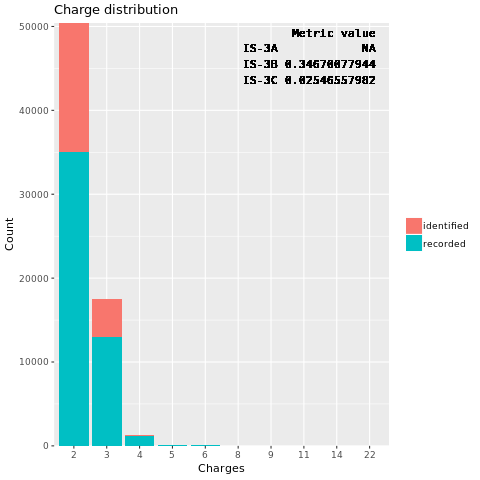 Charge distribution
Metric value
IS-3A NA
IS-3B 0.34670077944
IS-3C 0.02546557982
50000
40000
30000
20000
10000
0
Count
2 3 4 5 6 8 9 11 14 22
Charges
identified
recorded